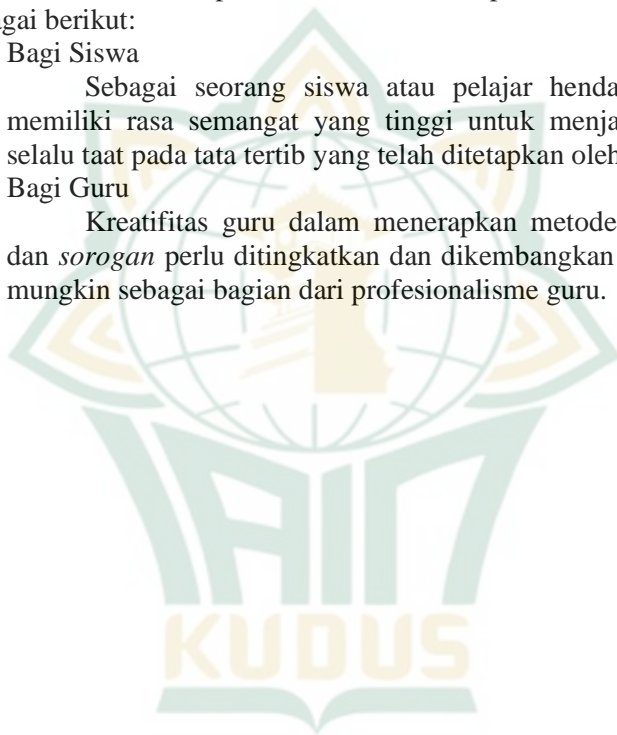 gai berikut:
Bagi Siswa
Sebagai seorang siswa atau pelajar henda
memiliki rasa semangat yang tinggi untuk menja
selalu taat pada tata tertib yang telah ditetapkan oleh
Bagi Guru
Kreatifitas guru dalam menerapkan metode
dan sorogan perlu ditingkatkan dan dikembangkan
mungkin sebagai bagian dari profesionalisme guru.
IAIN
KUDUS